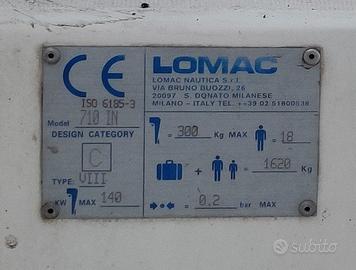 CE
LOMAC
LOMAC NAUTICA S.r.l.
VIA BRUNO BUOZZI, 26
20097 S. DONATO MILANESE
MILANO - ITALY TEL. ++39 02 51800638
ISO 6185-3
Model 710 IN
DESIGN CATEGORY
C
TYPE: VIII
KW MAX 140
= 300 Kg MAX = 18
+ = 1620 Kg
= 0,2 bar MAX
subito